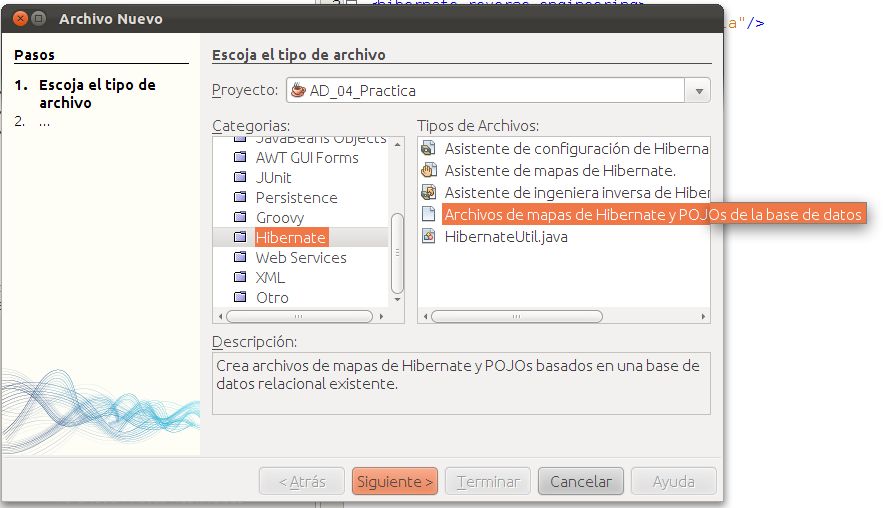 <hibernate-reverse-engineering>
Archivo Nuevo
"/>
Pasos
1. Escoja el tipo de
archivo
2. ...
Escoja el tipo de archivo
Proyecto: AD_04_Practica
Categorias:
JavaBeans Objects
AWT GUI Forms
JUnit
Persistence
Groovy
Hibernate
Web Services
XML
Otro
Tipos de Archivos:
Asistente de configuración de Hiberna
Asistente de mapas de Hibernate.
Asistente de ingeniera inversa de Hiber
Archivos de mapas de Hibernate y POJOs de la base de datos
HibernateUtil.java
Descripción:
Crea archivos de mapas de Hibernate y POJOs basados en una base de
datos relacional existente.
< Atrás
Siguiente >
Terminar
Cancelar
Ayuda